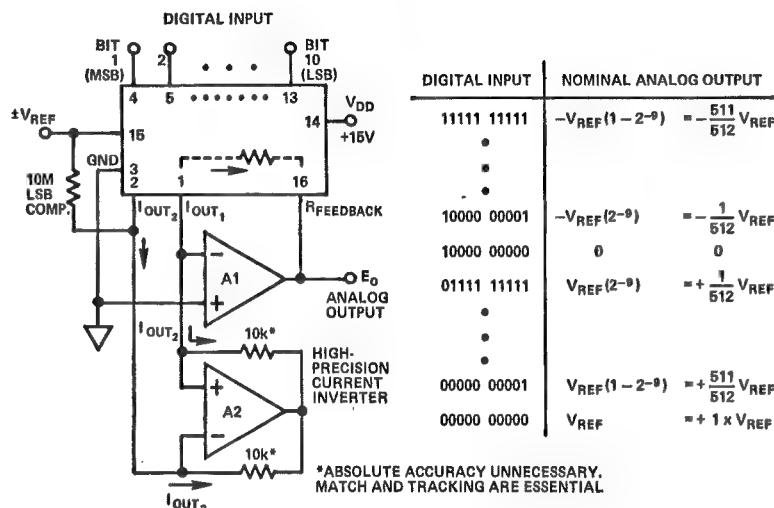 DIGITAL INPUT
BIT 1 (MSB)
2
BIT 10 (LSB)
4
5
13
±VREF
15
14
VDD
+15V
GND
3
2
1
16
10M
LSB
COMP.
IOUT2
IOUT1
RFEEDBACK
−
A1
+
EO
ANALOG
OUTPUT
IOUT2
10k*
HIGH-
PRECISION
CURRENT
INVERTER
+
A2
−
10k*
IOUT2
*ABSOLUTE ACCURACY UNNECESSARY.
MATCH AND TRACKING ARE ESSENTIAL
DIGITAL INPUT NOMINAL ANALOG OUTPUT
11111 11111 −VREF(1 − 2−9) = − 511/512 VREF
10000 00001 −VREF(2−9) = − 1/512 VREF
10000 00000 0 0
01111 11111 VREF(2−9) = + 1/512 VREF
00000 00001 VREF(1 − 2−9) = + 511/512 VREF
00000 00000 VREF = + 1 x VREF